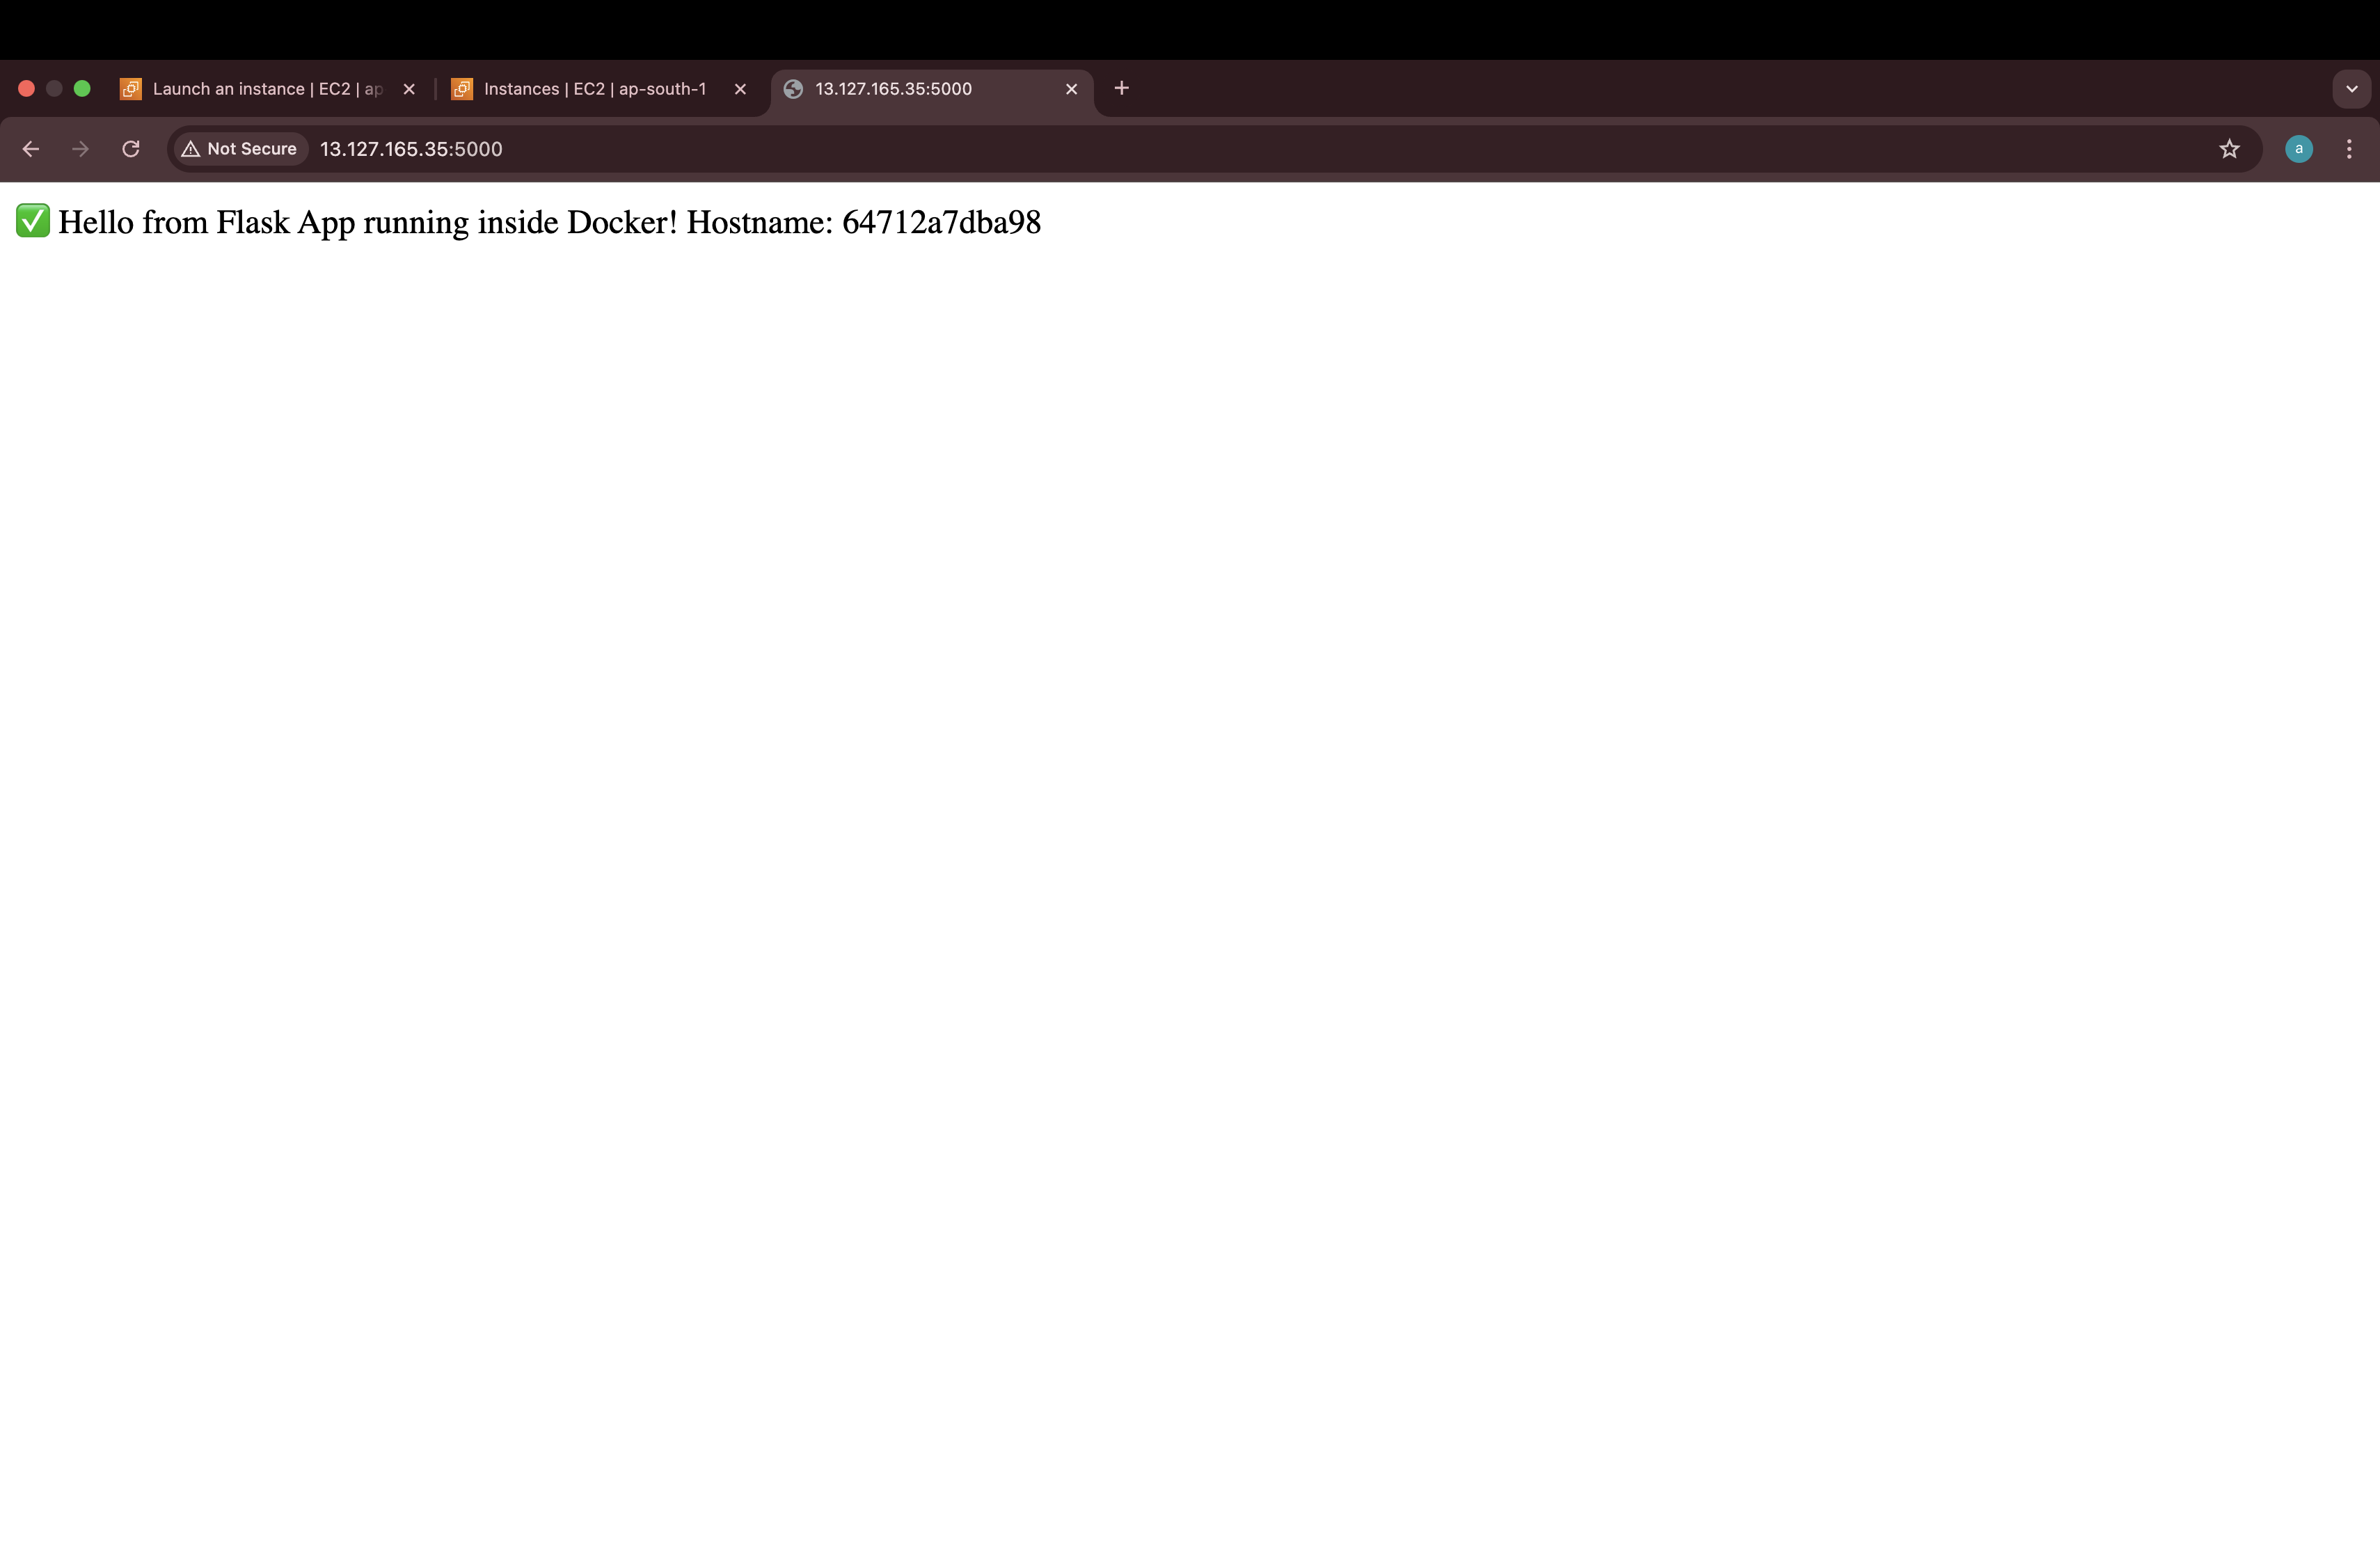 Launch an instance | EC2 | ap
Instances | EC2 | ap-south-1
13.127.165.35:5000
Not Secure
13.127.165.35:5000
a
✅ Hello from Flask App running inside Docker! Hostname: 64712a7dba98